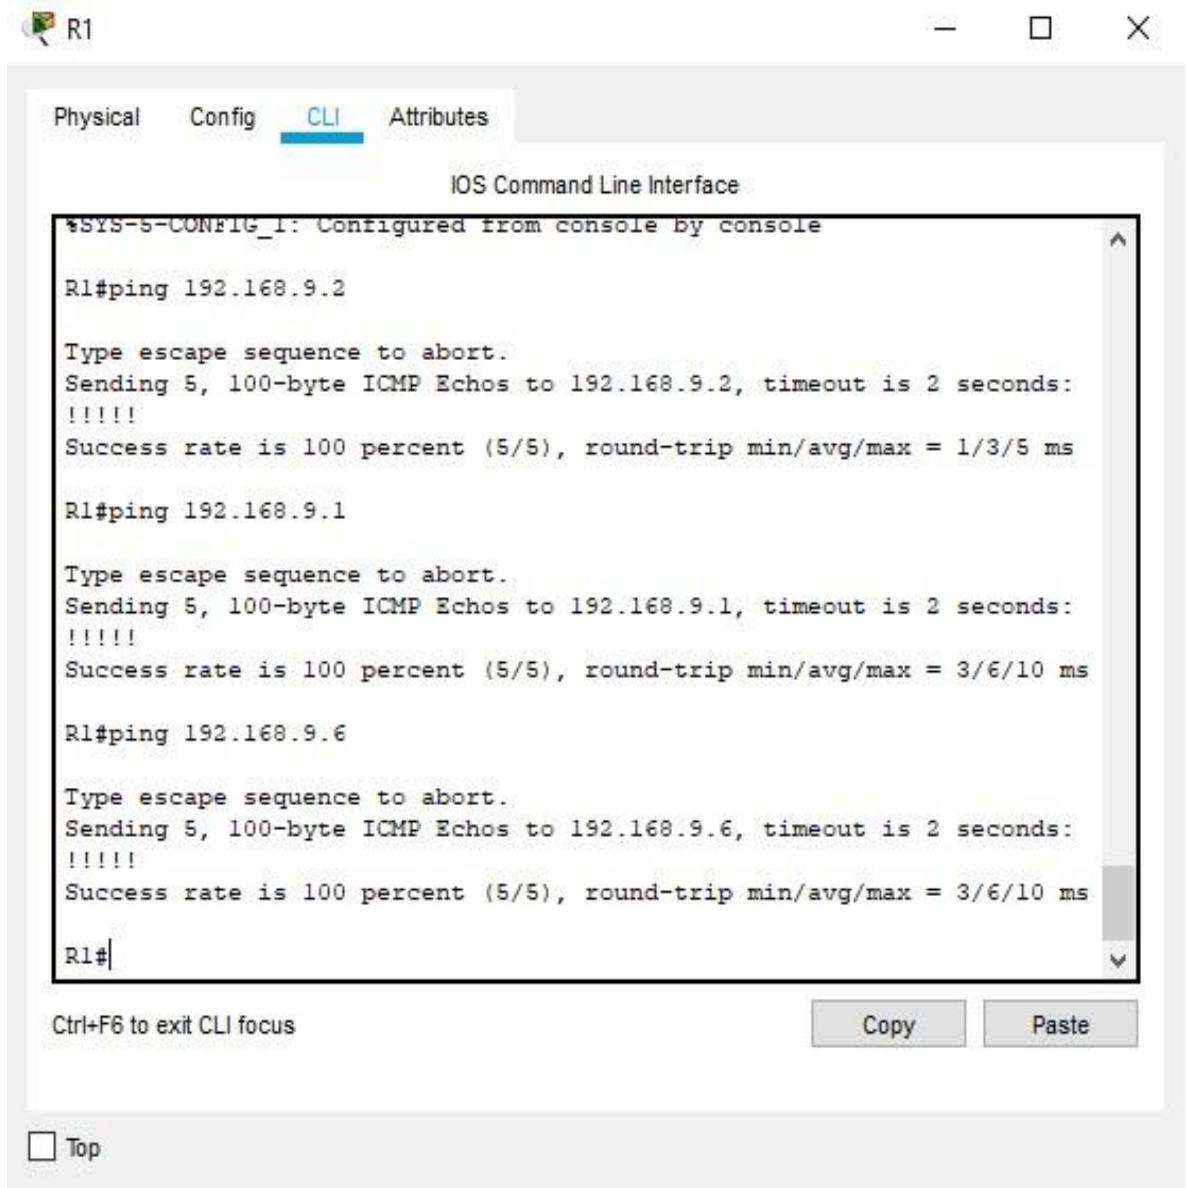 R1
Physical Config CLI Attributes
IOS Command Line Interface
%SYS-5-CONFIG_I: Configured from console by console
R1#ping 192.168.9.2
Type escape sequence to abort.
Sending 5, 100-byte ICMP Echos to 192.168.9.2, timeout is 2 seconds:
!!!!!
Success rate is 100 percent (5/5), round-trip min/avg/max = 1/3/5 ms
R1#ping 192.168.9.1
Type escape sequence to abort.
Sending 5, 100-byte ICMP Echos to 192.168.9.1, timeout is 2 seconds:
!!!!!
Success rate is 100 percent (5/5), round-trip min/avg/max = 3/6/10 ms
R1#ping 192.168.9.6
Type escape sequence to abort.
Sending 5, 100-byte ICMP Echos to 192.168.9.6, timeout is 2 seconds:
!!!!!
Success rate is 100 percent (5/5), round-trip min/avg/max = 3/6/10 ms
R1#
Ctrl+F6 to exit CLI focus
Copy Paste
Top